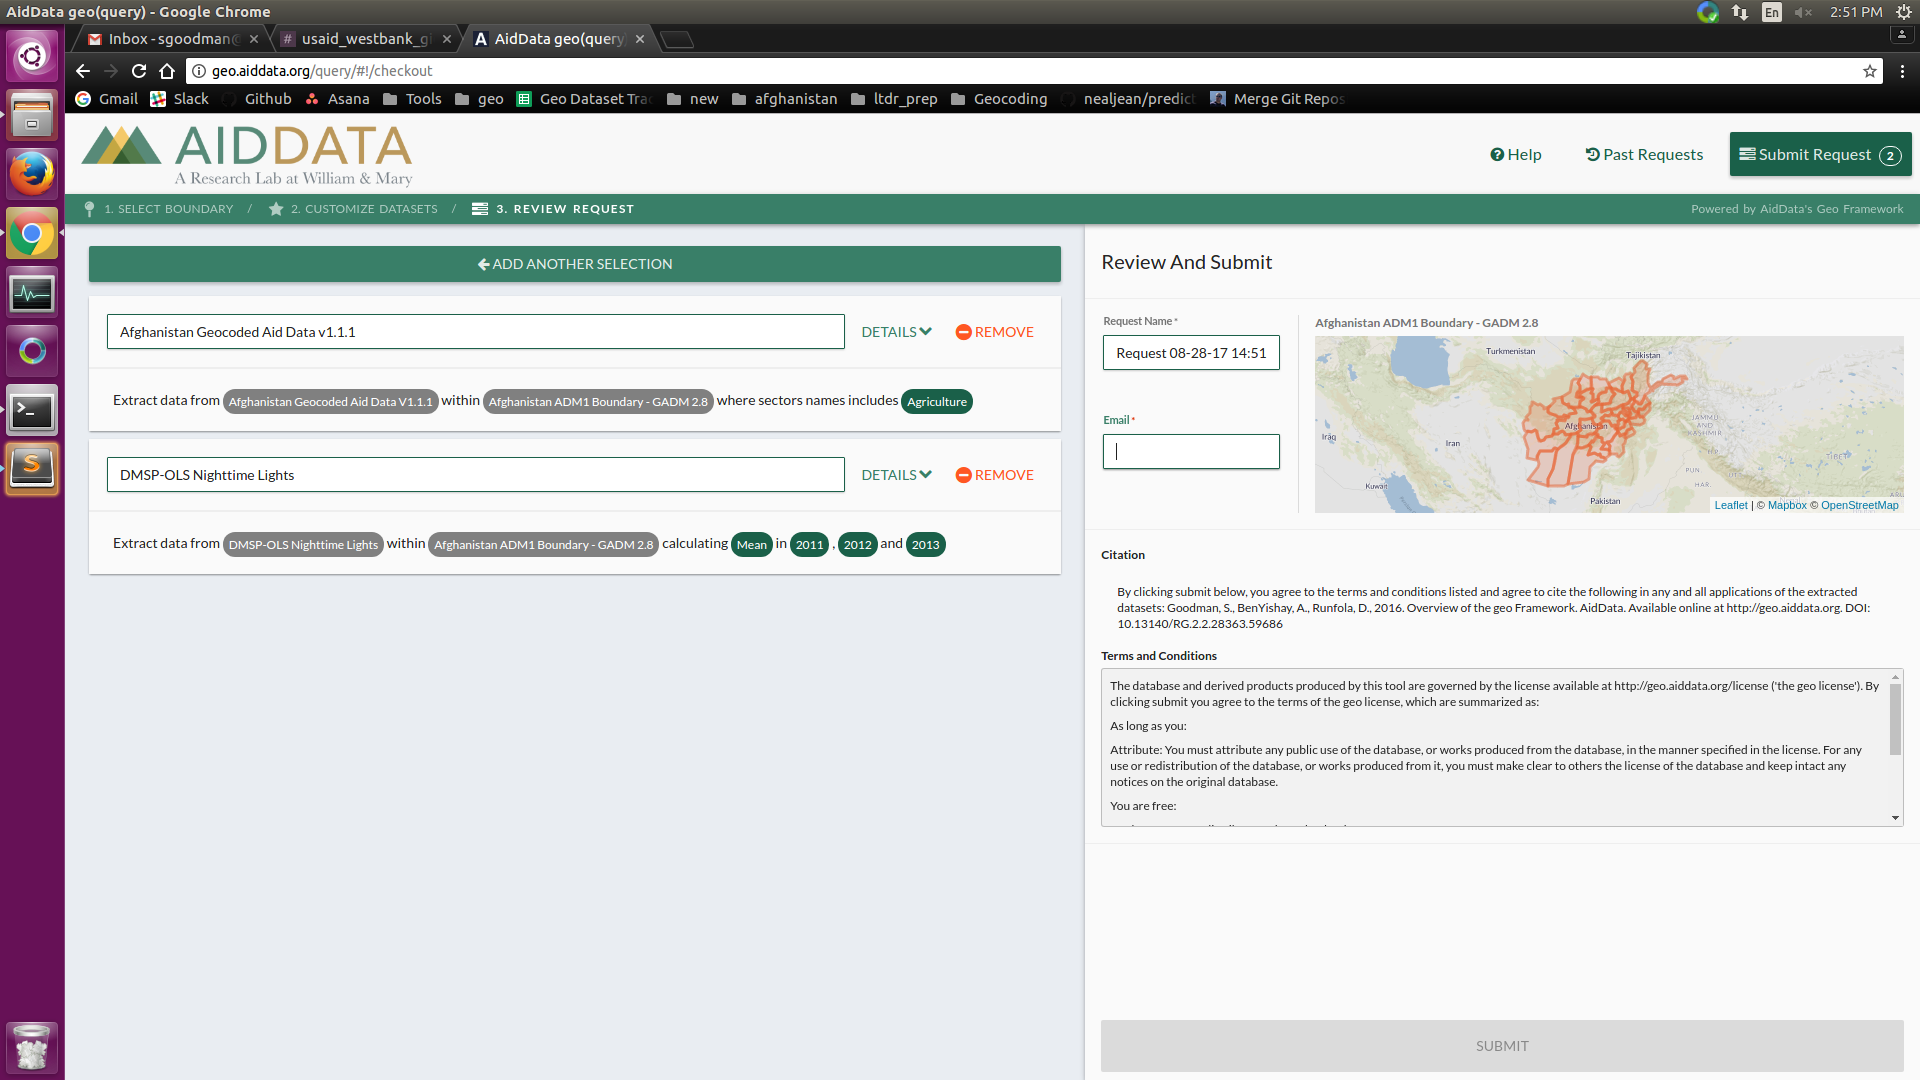 AidData geo(query) - Google Chrome
En
2:51 PM
Inbox - sgoodman@
usaid_westbank_gi
AidData geo(query)
geo.aiddata.org/query/#!/checkout
Gmail
Slack
Github
Asana
Tools
geo
Geo Dataset Trac
new
afghanistan
ltdr_prep
Geocoding
nealjean/predict
Merge Git Repos
AIDDATA
A Research Lab at William & Mary
Help
Past Requests
Submit Request 2
1. SELECT BOUNDARY / 2. CUSTOMIZE DATASETS / 3. REVIEW REQUEST
Powered by AidData's Geo Framework
ADD ANOTHER SELECTION
Afghanistan Geocoded Aid Data v1.1.1
DETAILS
REMOVE
Extract data from Afghanistan Geocoded Aid Data V1.1.1 within Afghanistan ADM1 Boundary - GADM 2.8 where sectors names includes Agriculture
DMSP-OLS Nighttime Lights
DETAILS
REMOVE
Extract data from DMSP-OLS Nighttime Lights within Afghanistan ADM1 Boundary - GADM 2.8 calculating Mean in 2011 , 2012 and 2013
Review And Submit
Request Name *
Request 08-28-17 14:51
Email *
Afghanistan ADM1 Boundary - GADM 2.8
Turkmenistan
Tajikistan
JAMMU
AND
KASHMIR
Afghanistan
Iraq
Iran
TIBET
H.P.
PUN
HAR.
Kuwait
Pakistan
Leaflet | © Mapbox © OpenStreetMap
Citation
By clicking submit below, you agree to the terms and conditions listed and agree to cite the following in any and all applications of the extracted
datasets: Goodman, S., BenYishay, A., Runfola, D., 2016. Overview of the geo Framework. AidData. Available online at http://geo.aiddata.org. DOI:
10.13140/RG.2.2.28363.59686
Terms and Conditions
The database and derived products produced by this tool are governed by the license available at http://geo.aiddata.org/license ('the geo license'). By
clicking submit you agree to the terms of the geo license, which are summarized as:
As long as you:
Attribute: You must attribute any public use of the database, or works produced from the database, in the manner specified in the license. For any
use or redistribution of the database, or works produced from it, you must make clear to others the license of the database and keep intact any
notices on the original database.
You are free:
SUBMIT